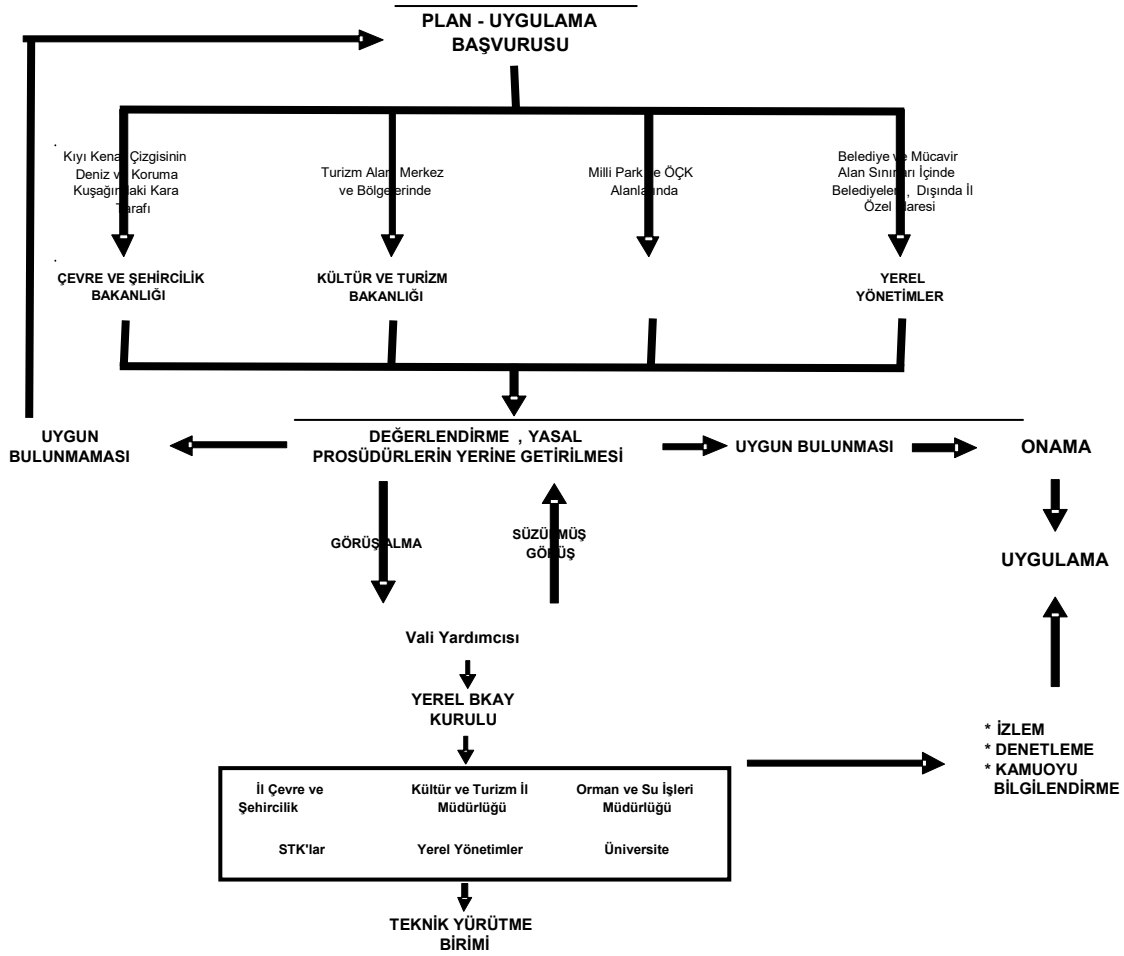 PLAN - UYGULAMA
BAŞVURUSU
Kıyı Kenar Çizgisinin
Deniz ve Koruma
Kuşağındaki Kara
Tarafı
Turizm Alan, Merkez
ve Bölgelerinde
Milli Park ve ÖÇK
Alanlarında
Belediye ve Mücavir
Alan Sınırları İçinde
Belediyeler , Dışında İl
Özel İdaresi
ÇEVRE VE ŞEHİRCİLİK
BAKANLIĞI
KÜLTÜR VE TURİZM
BAKANLIĞI
YEREL
YÖNETİMLER
UYGUN
BULUNMAMASI
DEĞERLENDİRME , YASAL
PROSÜDÜRLERİN YERİNE GETİRİLMESİ
UYGUN BULUNMASI
ONAMA
GÖRÜŞ ALMA
SÜZÜLMÜŞ
GÖRÜŞ
UYGULAMA
Vali Yardımcısı
YEREL BKAY
KURULU
* İZLEM
* DENETLEME
* KAMUOYU
BİLGİLENDİRME
İl Çevre ve
Şehircilik
Kültür ve Turizm İl
Müdürlüğü
Orman ve Su İşleri
Müdürlüğü
STK'lar
Yerel Yönetimler
Üniversite
TEKNİK YÜRÜTME
BİRİMİ